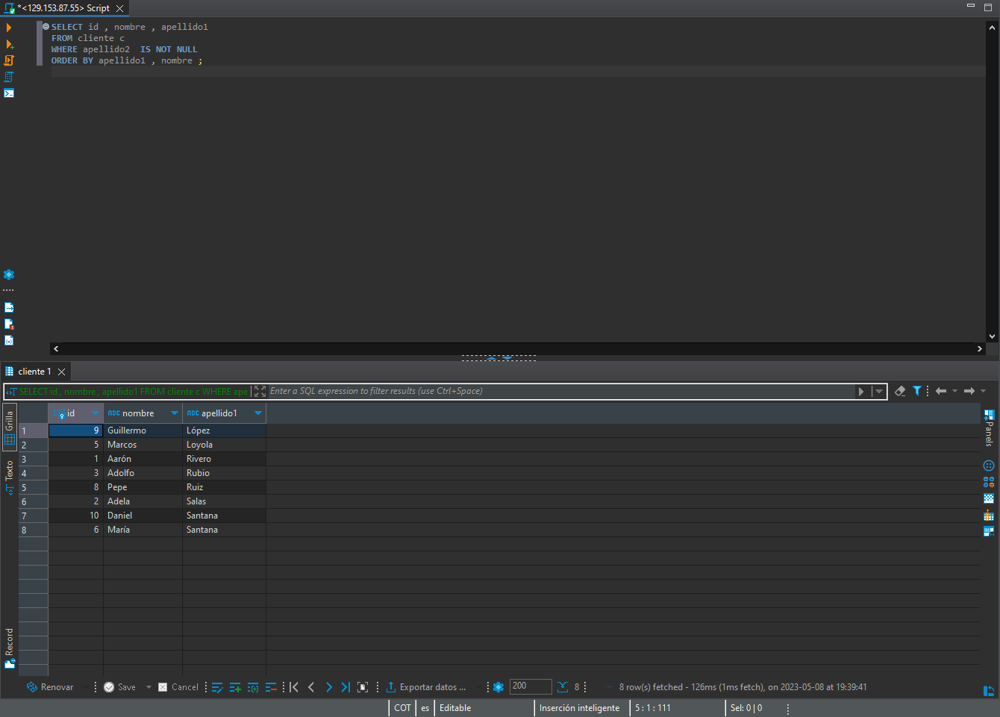 *<129.153.87.55> Script
SELECT id , nombre , apellido1
FROM cliente c
WHERE apellido2  IS NOT NULL
ORDER BY apellido1 , nombre ;
cliente 1
SELECT id , nombre , apellido1 FROM cliente c WHERE ape
Enter a SQL expression to filter results (use Ctrl+Space)
Grilla
Texto
Record
Panels
id ABC nombre ABC apellido1
1 9 Guillermo López
2 5 Marcos Loyola
3 1 Aarón Rivero
4 3 Adolfo Rubio
5 8 Pepe Ruiz
6 2 Adela Salas
7 10 Daniel Santana
8 6 María Santana
Renovar Save Cancel Exportar datos ... 200 8 8 row(s) fetched - 126ms (1ms fetch), on 2023-05-08 at 19:39:41
COT es Editable Inserción inteligente 5 : 1 : 111 Sel: 0 | 0